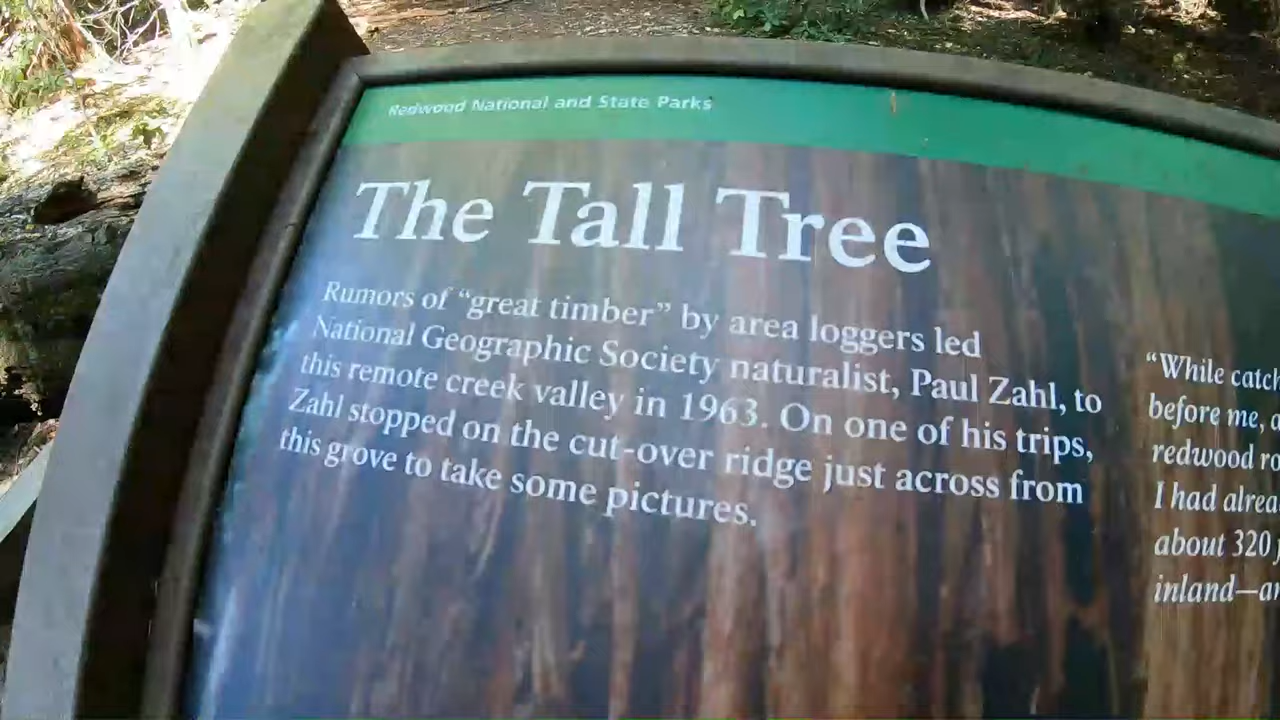 Redwood National and State Parks
The Tall Tree
Rumors of “great timber” by area loggers led
National Geographic Society naturalist, Paul Zahl, to
this remote creek valley in 1963. On one of his trips,
Zahl stopped on the cut-over ridge just across from
this grove to take some pictures.
“While catch
before me, a
redwood ro
I had alrea
about 320
inland—an